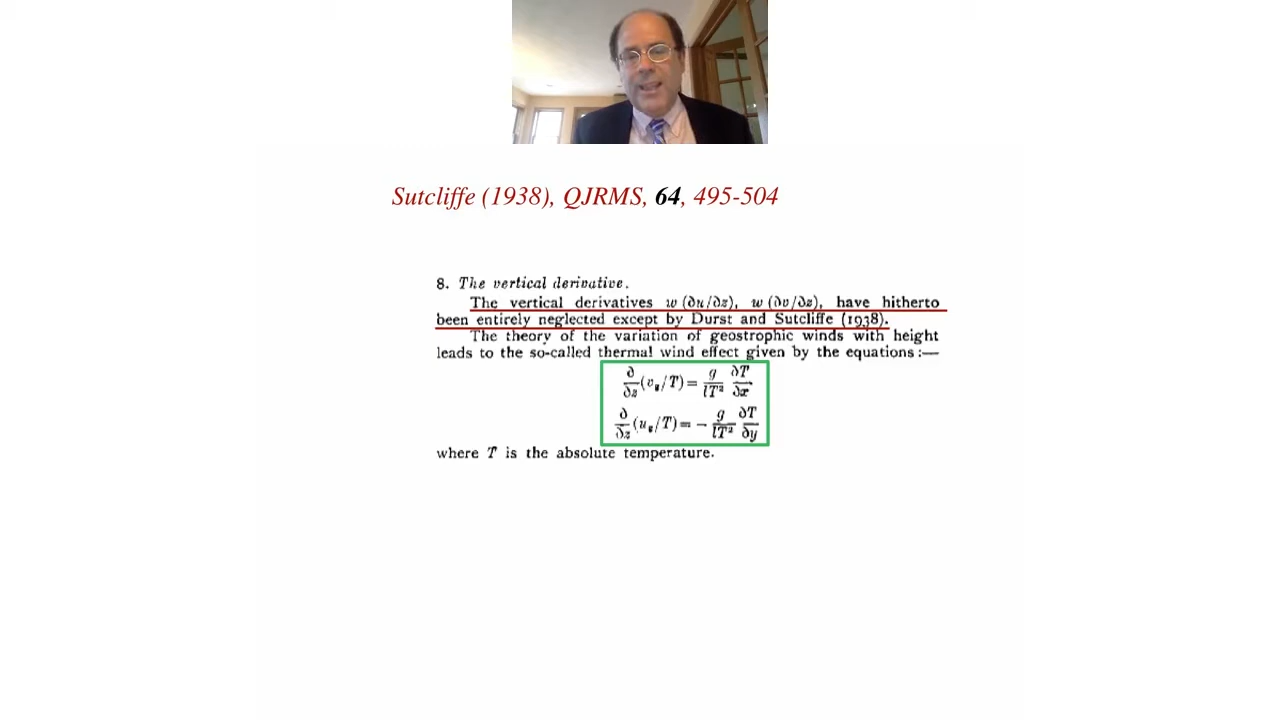 Sutcliffe (1938), QJRMS, 64, 495-504
8. The vertical derivative.
The vertical derivatives w (∂u/∂z), w (∂v/∂z), have hitherto
been entirely neglected except by Durst and Sutcliffe (1938).
The theory of the variation of geostrophic winds with height
leads to the so-called thermal wind effect given by the equations :—
∂/∂z (v_g/T) = g/lT² ∂T/∂x
∂/∂z (u_g/T) = − g/lT² ∂T/∂y
where T is the absolute temperature.